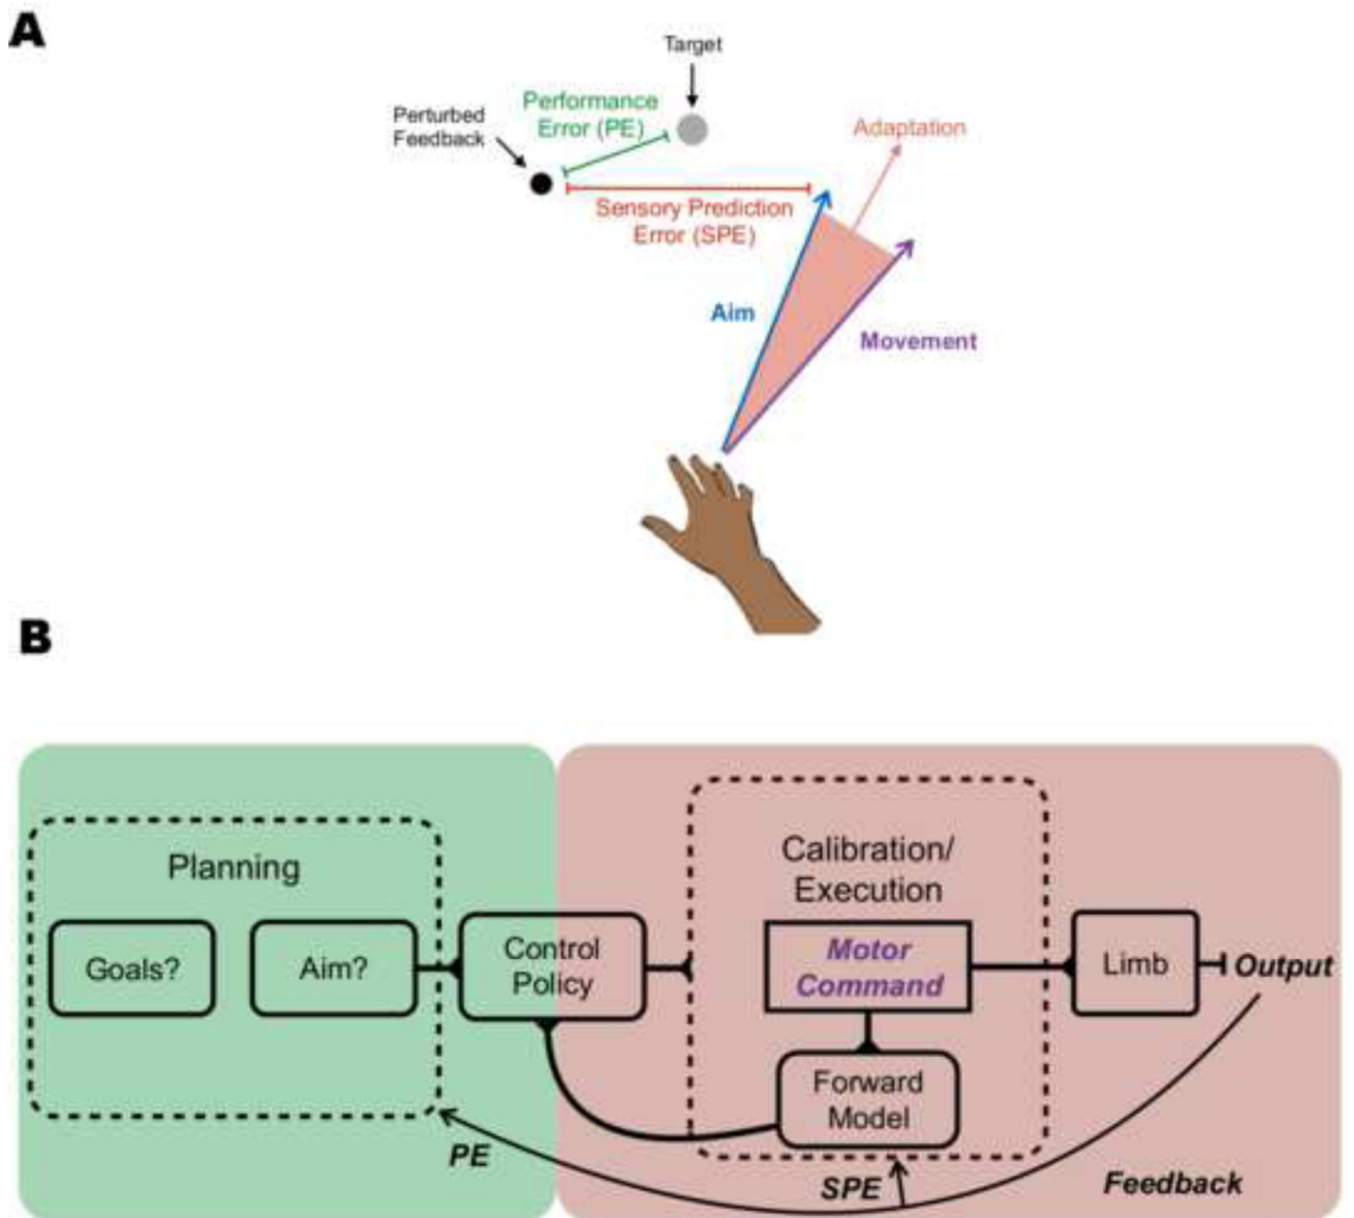 A
Target
Performance
Error (PE)
Perturbed
Feedback
Adaptation
Sensory Prediction
Error (SPE)
Aim
Movement
B
Planning
Goals?
Aim?
Control
Policy
Calibration/
Execution
Motor
Command
Forward
Model
Limb
Output
PE
SPE
Feedback